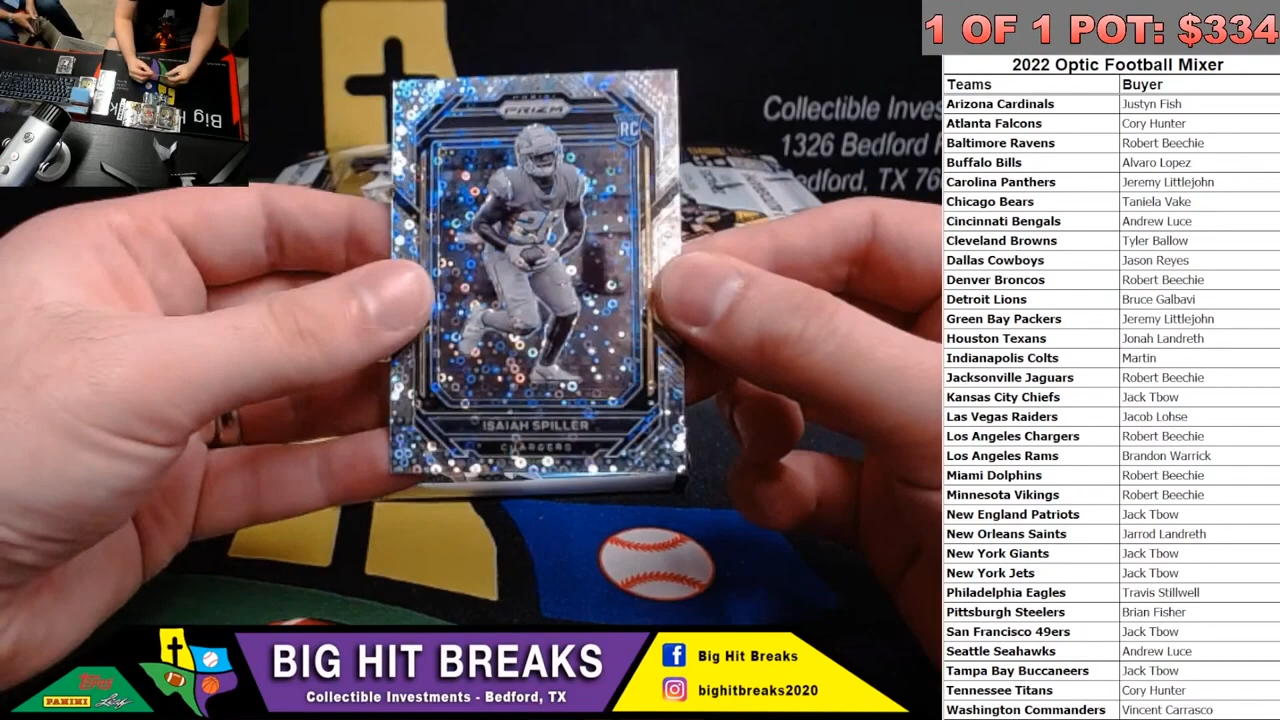 1 OF 1 POT: $334
2022 Optic Football Mixer
Teams Buyer
Arizona Cardinals Justyn Fish
Atlanta Falcons Cory Hunter
Baltimore Ravens Robert Beechie
Buffalo Bills Alvaro Lopez
Carolina Panthers Jeremy Littlejohn
Chicago Bears Taniela Vake
Cincinnati Bengals Andrew Luce
Cleveland Browns Tyler Ballow
Dallas Cowboys Jason Reyes
Denver Broncos Robert Beechie
Detroit Lions Bruce Galbavi
Green Bay Packers Jeremy Littlejohn
Houston Texans Jonah Landreth
Indianapolis Colts Martin
Jacksonville Jaguars Robert Beechie
Kansas City Chiefs Jack Tbow
Las Vegas Raiders Jacob Lohse
Los Angeles Chargers Robert Beechie
Los Angeles Rams Brandon Warrick
Miami Dolphins Robert Beechie
Minnesota Vikings Robert Beechie
New England Patriots Jack Tbow
New Orleans Saints Jarrod Landreth
New York Giants Jack Tbow
New York Jets Jack Tbow
Philadelphia Eagles Travis Stillwell
Pittsburgh Steelers Brian Fisher
San Francisco 49ers Jack Tbow
Seattle Seahawks Andrew Luce
Tampa Bay Buccaneers Jack Tbow
Tennessee Titans Cory Hunter
Washington Commanders Vincent Carrasco
Collectible Inves
1326 Bedford
edford, TX 76
Big H
PANINI
PRIZM
RC
ISAIAH SPILLER
CHARGERS
Topps
PANINI
Leaf
BIG HIT BREAKS
Collectible Investments - Bedford, TX
Big Hit Breaks
bighitbreaks2020